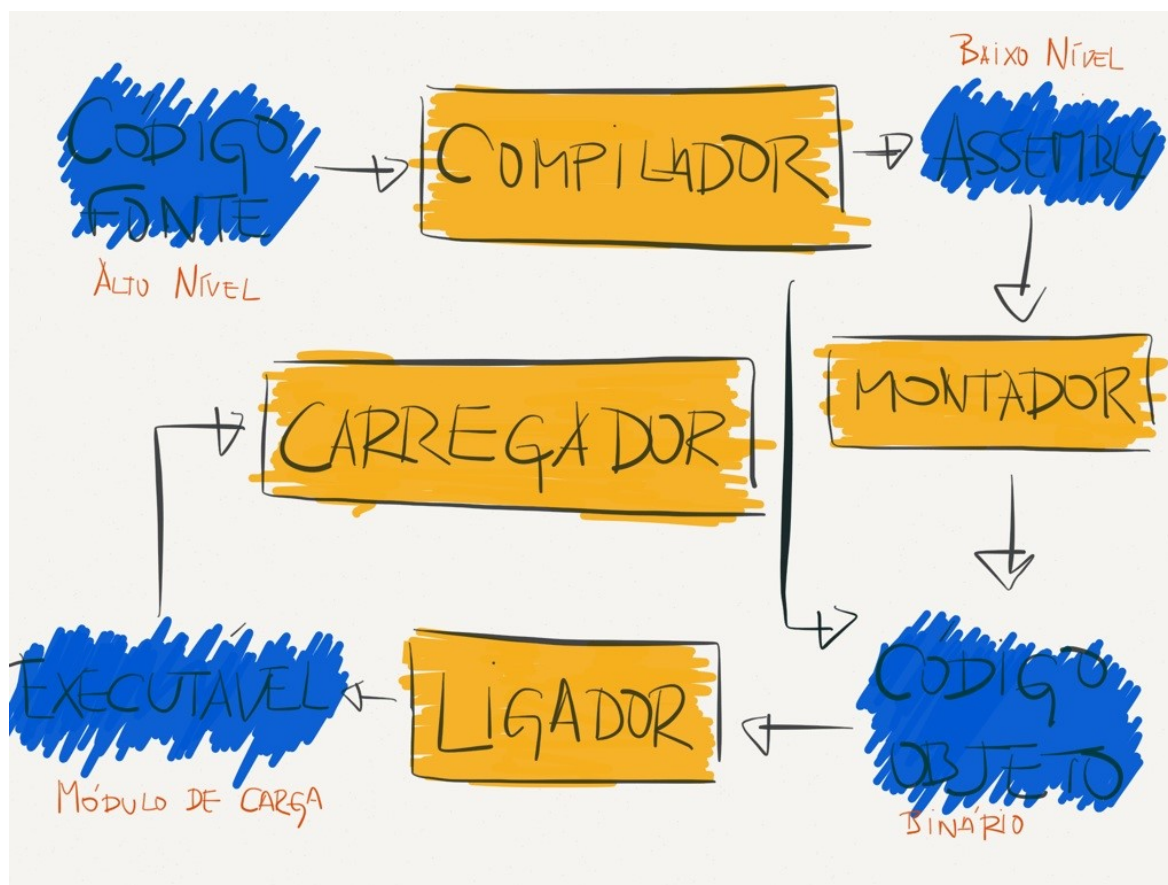 CÓDIGO
FONTE
ALTO NÍVEL
COMPILADOR
BAIXO NÍVEL
ASSEMBLY
MONTADOR
CARREGADOR
EXECUTÁVEL
MÓDULO DE CARGA
LIGADOR
CÓDIGO
OBJETO
BINÁRIO